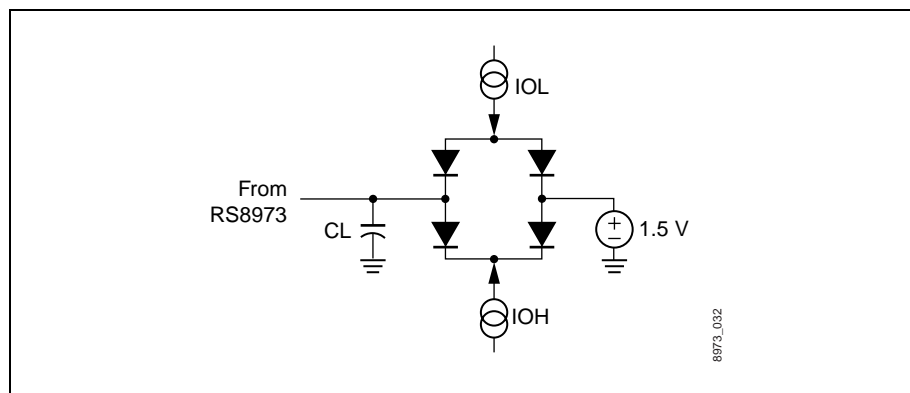 IOL
From
RS8973
CL
+
–
1.5 V
IOH
8973_032